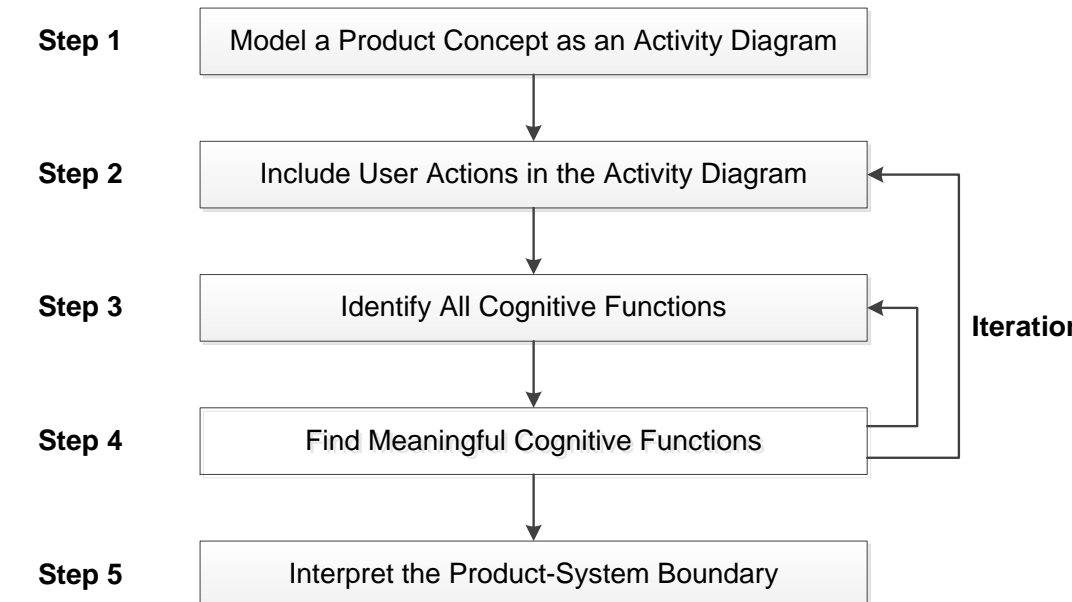 Step 1
Model a Product Concept as an Activity Diagram
Step 2
Include User Actions in the Activity Diagram
Step 3
Identify All Cognitive Functions
Iteration
Step 4
Find Meaningful Cognitive Functions
Step 5
Interpret the Product-System Boundary